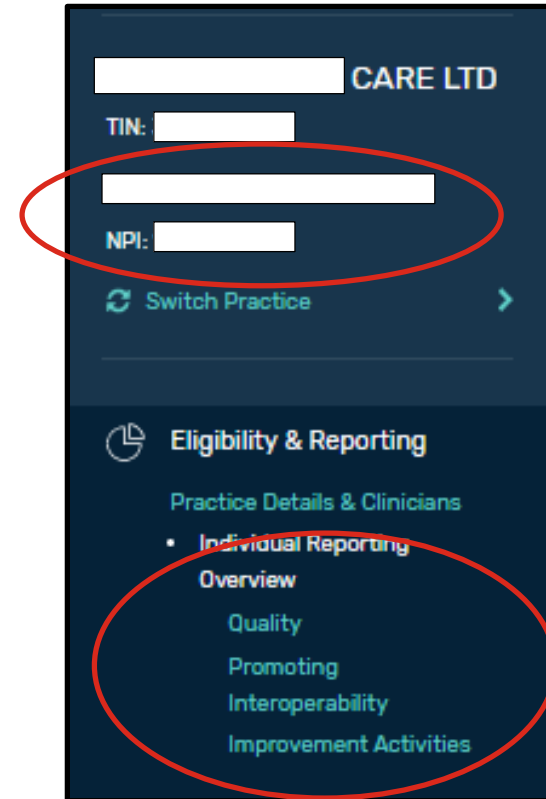 CARE LTD
TIN:
NPI:
Switch Practice
Eligibility & Reporting
Practice Details & Clinicians
• Individual Reporting
Overview
Quality
Promoting
Interoperability
Improvement Activities